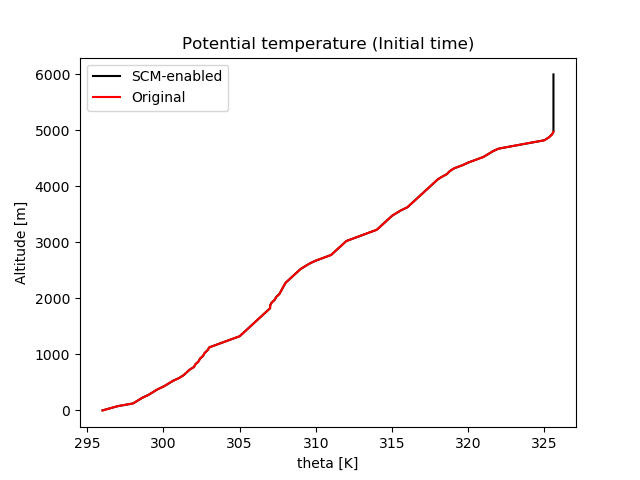 Potential temperature (Initial time)
SCM-enabled
Original
6000
5000
4000
3000
2000
1000
0
Altitude [m]
295 300 305 310 315 320 325
theta [K]